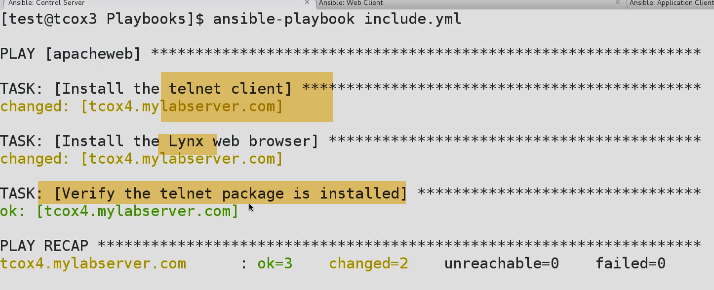 Ansible: Control Server
Ansible: Web Client
Ansible: Application Client
[test@tcox3 Playbooks]$ ansible-playbook include.yml
PLAY [apacheweb] ***************************************************************
TASK: [Install the telnet client] **********************************************
changed: [tcox4.mylabserver.com]
TASK: [Install the Lynx web browser] *******************************************
changed: [tcox4.mylabserver.com]
TASK: [Verify the telnet package is installed] *********************************
ok: [tcox4.mylabserver.com]
PLAY RECAP *********************************************************************
tcox4.mylabserver.com : ok=3 changed=2 unreachable=0 failed=0